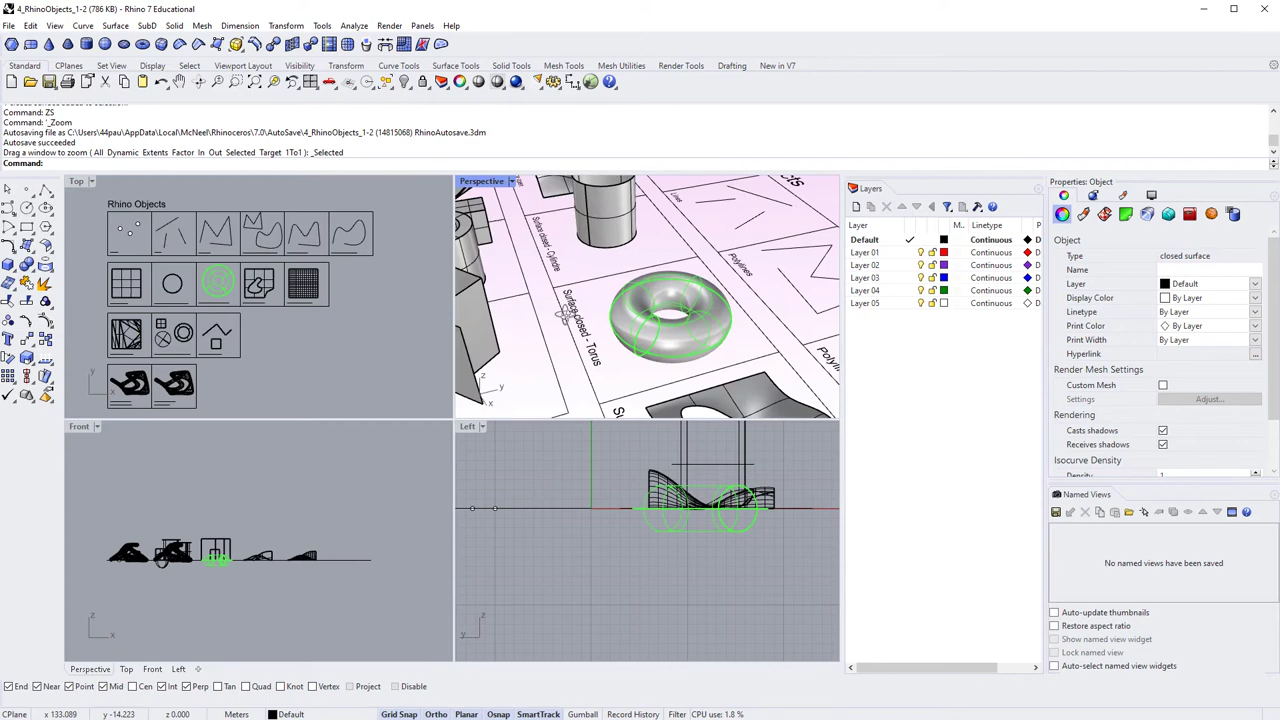 4_RhinoObjects_1-2 (786 KB) - Rhino 7 Educational
File Edit View Curve Surface SubD Solid Mesh Dimension Transform Tools Analyze Render Panels Help
Standard CPlanes Set View Display Select Viewport Layout Visibility Transform Curve Tools Surface Tools Solid Tools Mesh Tools Mesh Utilities Render Tools Drafting New in V7
Command: ZS
Command: '_Zoom
Autosaving file as C:\Users\44pau\AppData\Local\McNeel\Rhinoceros\7.0\AutoSave\4_RhinoObjects_1-2 (14815068) RhinoAutosave.3dm
Autosave succeeded
Drag a window to zoom ( All Dynamic Extents Factor In Out Selected Target 1To1 ): _Selected
Command:
Top
Rhino Objects
y
x
Perspective
Surface closed - Cylindre
Surface closed - Torus
Lines
Polylines
z
y
x
Front
z
x
Left
z
y
Perspective Top Front Left
Layers
Layer M.. Linetype P
Default Continuous D
Layer 01 Continuous D
Layer 02 Continuous D
Layer 03 Continuous D
Layer 04 Continuous D
Layer 05 Continuous D
Properties: Object
Object
Type closed surface
Name
Layer Default
Display Color By Layer
Linetype By Layer
Print Color By Layer
Print Width By Layer
Hyperlink ...
Render Mesh Settings
Custom Mesh
Settings Adjust...
Rendering
Casts shadows
Receives shadows
Isocurve Density
Density 1
Named Views
No named views have been saved
Auto-update thumbnails
Restore aspect ratio
Show named view widget
Lock named view
Auto-select named view widgets
End Near Point Mid Cen Int Perp Tan Quad Knot Vertex Project Disable
CPlane x 133.089 y -14.223 z 0.000 Meters Default Grid Snap Ortho Planar Osnap SmartTrack Gumball Record History Filter CPU use: 1.8 %